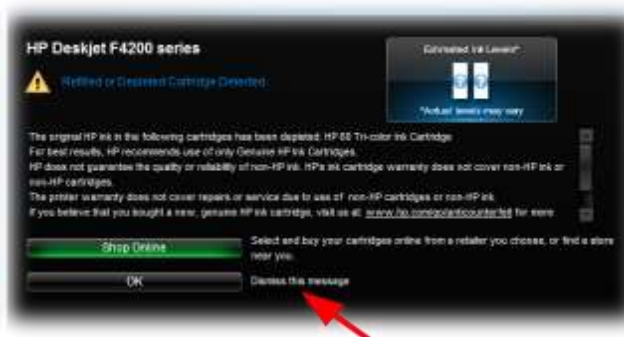 HP Deskjet F4200 series
Estimated Ink Levels*
Refilled or Depleted Cartridge Detected
*Actual levels may vary
The original HP ink in the following cartridges has been depleted: HP 60 Tri-color Ink Cartridge
For best results, HP recommends use of only Genuine HP Ink Cartridges.
HP does not guarantee the quality or reliability of non-HP ink. HP's ink cartridge warranty does not cover non-HP ink or
non-HP cartridges.
The printer warranty does not cover repairs or service due to use of non-HP cartridges or non-HP ink
If you believe that you bought a new, genuine HP ink cartridge, visit us at: www.hp.com/go/anticounterfeit for more
Shop Online
Select and buy your cartridges online from a retailer you choose, or find a store
near you.
OK
Dismiss this message